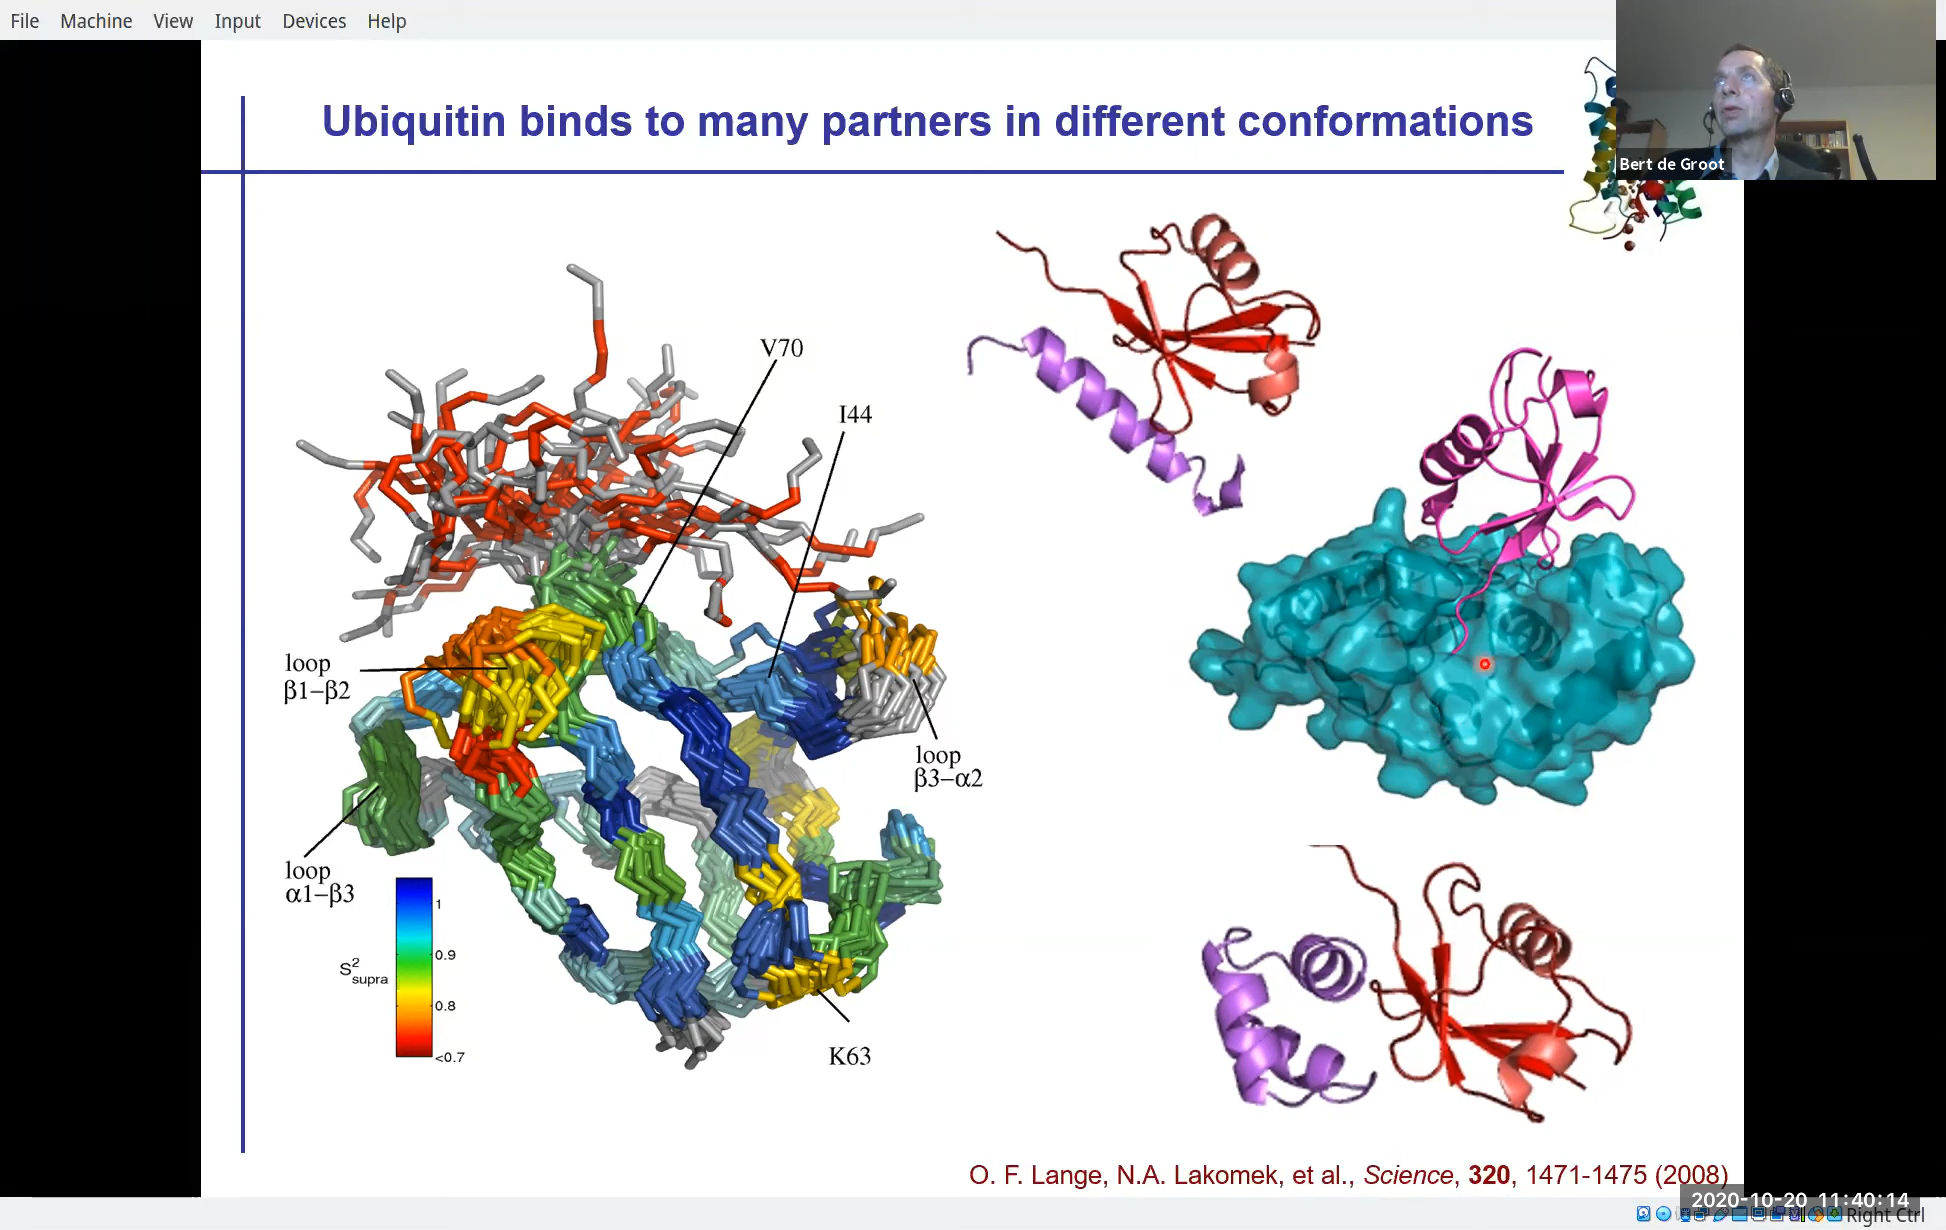 File Machine View Input Devices Help
Bert de Groot
Ubiquitin binds to many partners in different conformations
V70
I44
loop
β1–β2
loop
β3–α2
loop
α1–β3
1
0.9
S²supra
0.8
<0.7
K63
O. F. Lange, N.A. Lakomek, et al., Science, 320, 1471-1475 (2008)
2020-10-20 11:40:14
Right Ctrl